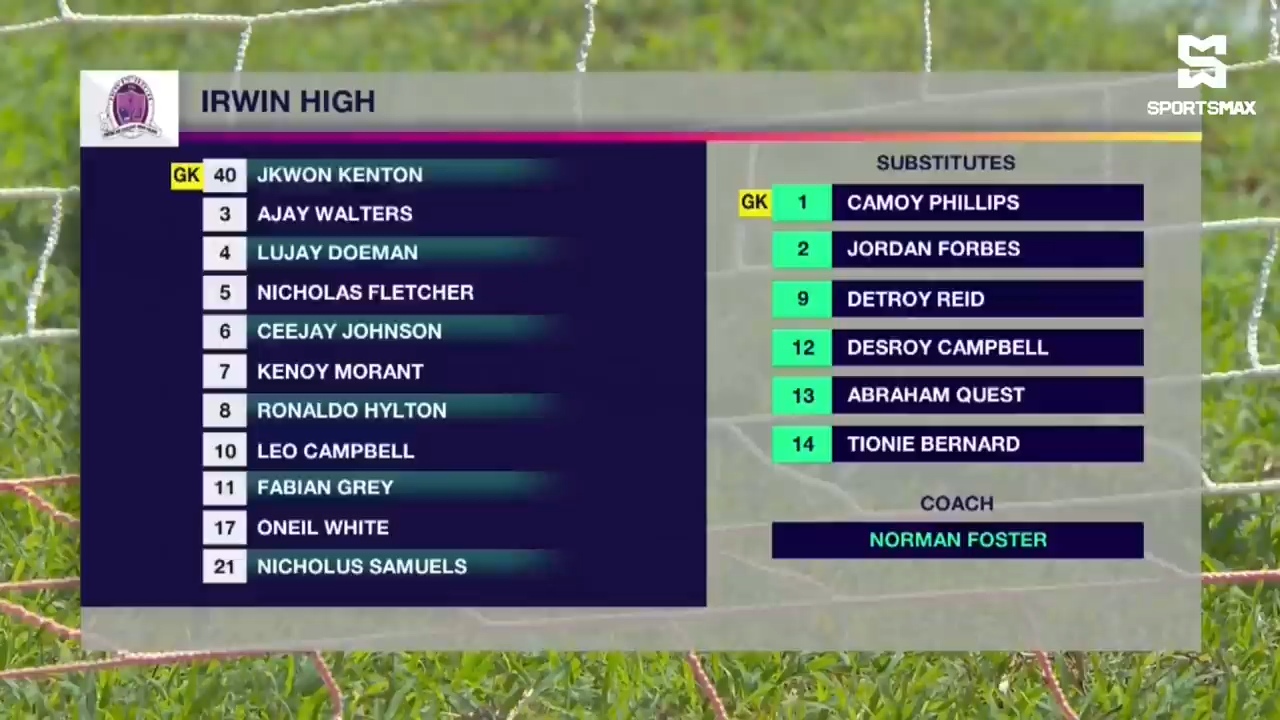 SPORTSMAX
IRWIN HIGH
GK 40 JKWON KENTON
3 AJAY WALTERS
4 LUJAY DOEMAN
5 NICHOLAS FLETCHER
6 CEEJAY JOHNSON
7 KENOY MORANT
8 RONALDO HYLTON
10 LEO CAMPBELL
11 FABIAN GREY
17 ONEIL WHITE
21 NICHOLUS SAMUELS
SUBSTITUTES
GK 1 CAMOY PHILLIPS
2 JORDAN FORBES
9 DETROY REID
12 DESROY CAMPBELL
13 ABRAHAM QUEST
14 TIONIE BERNARD
COACH
NORMAN FOSTER